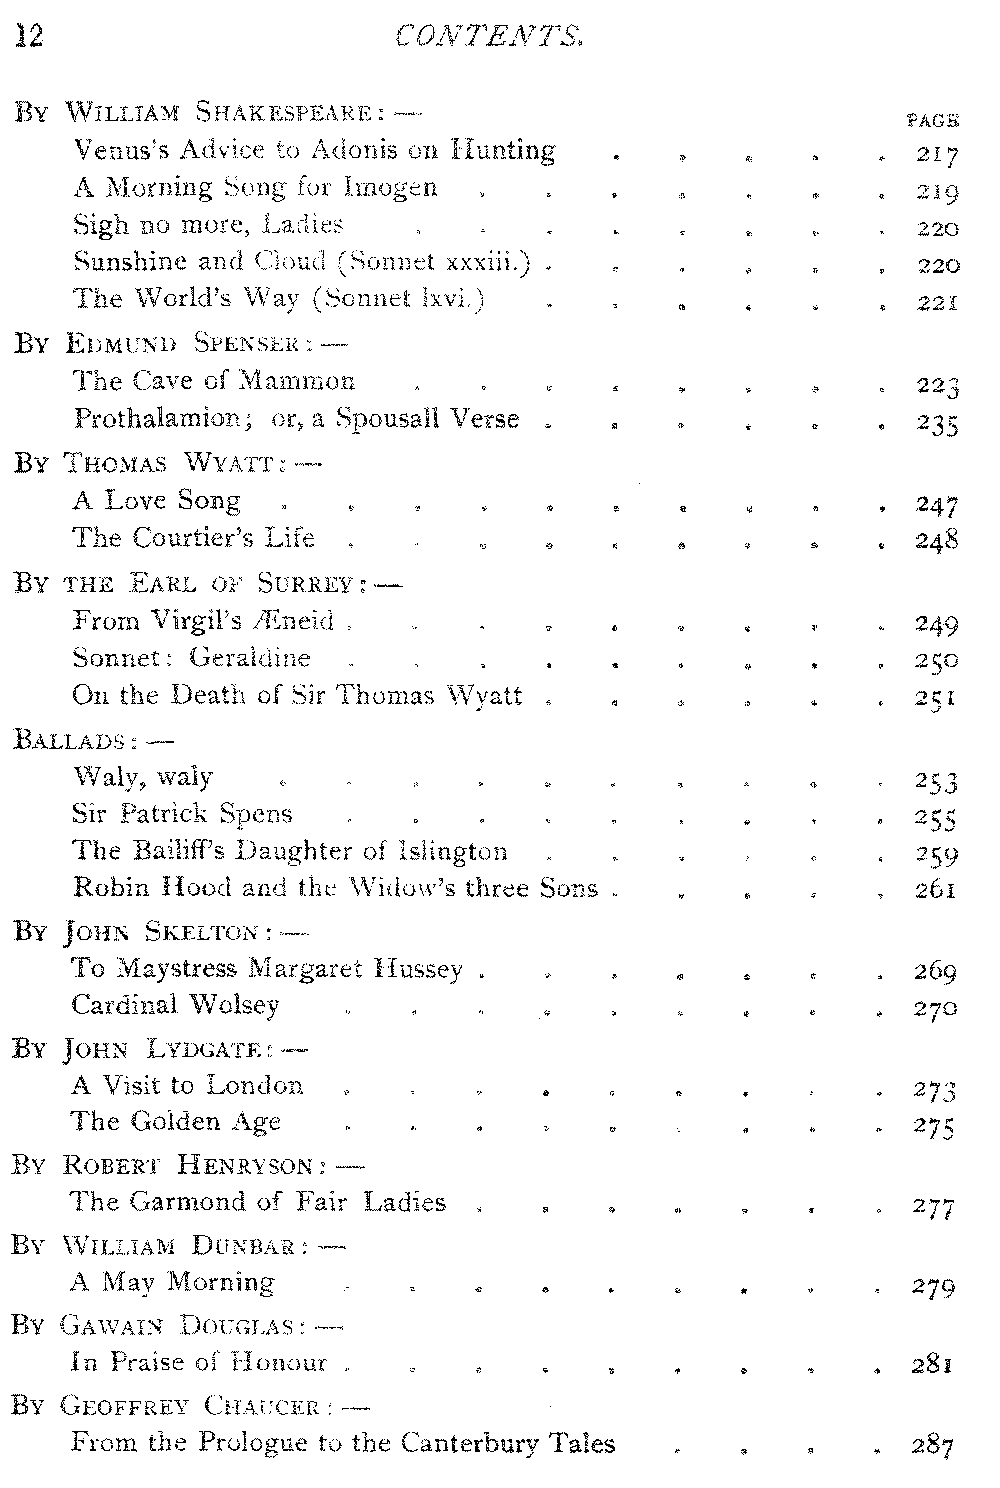 12 CONTENTS.
BY WILLIAM SHAKESPEARE:— PAGE
Venus's Advice to Adonis on Hunting . . . . . 217
A Morning Song for Imogen . . . . . . . 219
Sigh no more, Ladies . . . . . . . . 220
Sunshine and Cloud (Sonnet xxxiii.) . . . . . . 220
The World's Way (Sonnet lxvi.) . . . . . . 221
BY EDMUND SPENSER:—
The Cave of Mammon . . . . . . . . 223
Prothalamion; or, a Spousall Verse . . . . . . 235
BY THOMAS WYATT:—
A Love Song . . . . . . . . . . 247
The Courtier's Life . . . . . . . . . 248
BY THE EARL OF SURREY:—
From Virgil's Æneid . . . . . . . . . 249
Sonnet: Geraldine . . . . . . . . . 250
On the Death of Sir Thomas Wyatt . . . . . . 251
BALLADS:—
Waly, waly . . . . . . . . . . 253
Sir Patrick Spens . . . . . . . . . 255
The Bailiff's Daughter of Islington . . . . . . 259
Robin Hood and the Widow's three Sons . . . . . 261
BY JOHN SKELTON:—
To Maystress Margaret Hussey . . . . . . . 269
Cardinal Wolsey . . . . . . . . . 270
BY JOHN LYDGATE:—
A Visit to London . . . . . . . . . 273
The Golden Age . . . . . . . . . 275
BY ROBERT HENRYSON:—
The Garmond of Fair Ladies . . . . . . . 277
BY WILLIAM DUNBAR:—
A May Morning . . . . . . . . . 279
BY GAWAIN DOUGLAS:—
In Praise of Honour . . . . . . . . . 281
BY GEOFFREY CHAUCER:—
From the Prologue to the Canterbury Tales . . . . 287